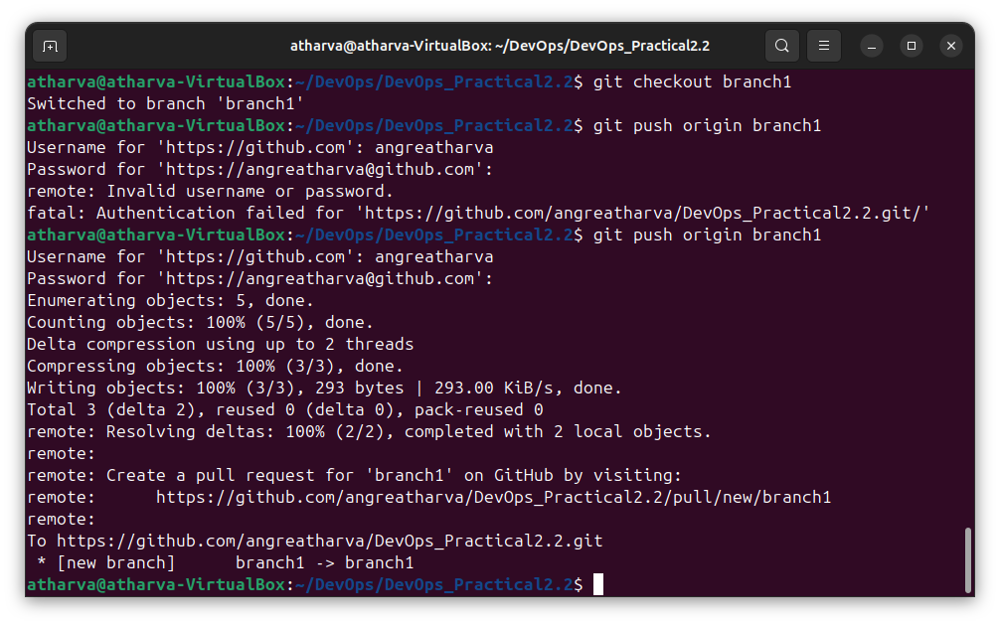 atharva@atharva-VirtualBox: ~/DevOps/DevOps_Practical2.2
atharva@atharva-VirtualBox:~/DevOps/DevOps_Practical2.2$ git checkout branch1
Switched to branch 'branch1'
atharva@atharva-VirtualBox:~/DevOps/DevOps_Practical2.2$ git push origin branch1
Username for 'https://github.com': angreatharva
Password for 'https://angreatharva@github.com':
remote: Invalid username or password.
fatal: Authentication failed for 'https://github.com/angreatharva/DevOps_Practical2.2.git/'
atharva@atharva-VirtualBox:~/DevOps/DevOps_Practical2.2$ git push origin branch1
Username for 'https://github.com': angreatharva
Password for 'https://angreatharva@github.com':
Enumerating objects: 5, done.
Counting objects: 100% (5/5), done.
Delta compression using up to 2 threads
Compressing objects: 100% (3/3), done.
Writing objects: 100% (3/3), 293 bytes | 293.00 KiB/s, done.
Total 3 (delta 2), reused 0 (delta 0), pack-reused 0
remote: Resolving deltas: 100% (2/2), completed with 2 local objects.
remote:
remote: Create a pull request for 'branch1' on GitHub by visiting:
remote:      https://github.com/angreatharva/DevOps_Practical2.2/pull/new/branch1
remote:
To https://github.com/angreatharva/DevOps_Practical2.2.git
 * [new branch]      branch1 -> branch1
atharva@atharva-VirtualBox:~/DevOps/DevOps_Practical2.2$